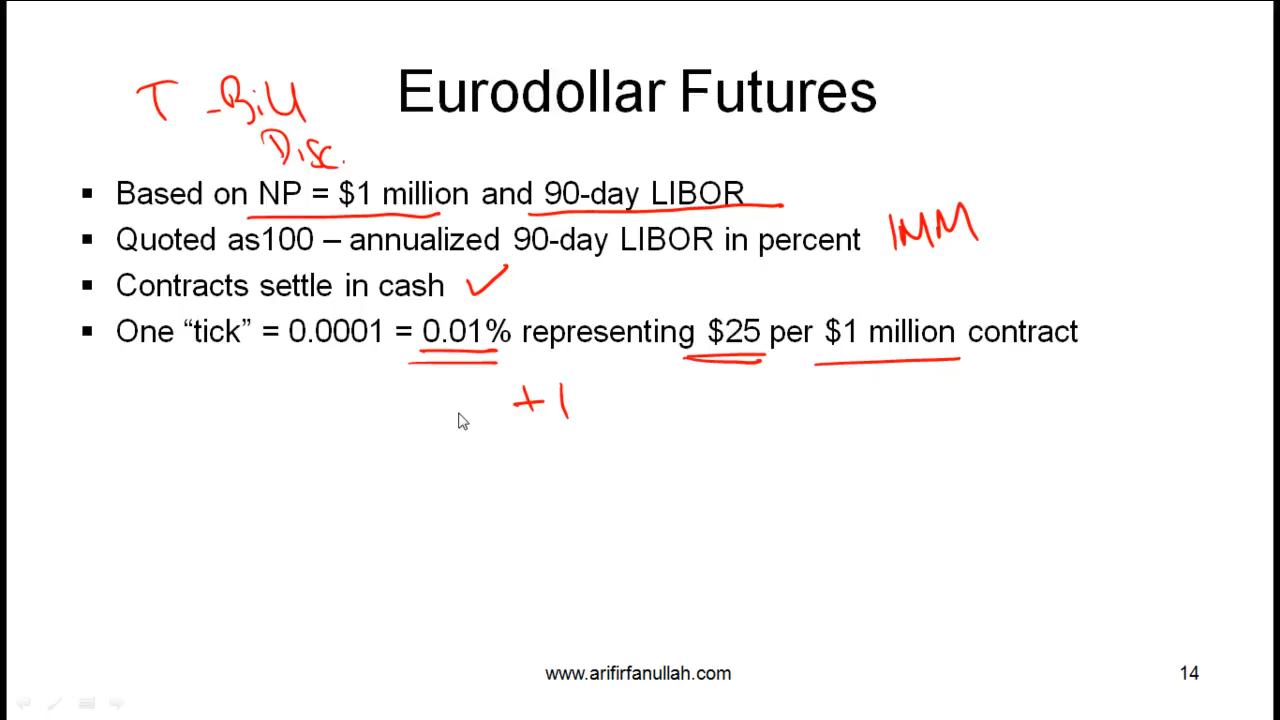 T-Bill
Eurodollar Futures
Disc.
▪ Based on NP = $1 million and 90-day LIBOR
▪ Quoted as100 – annualized 90-day LIBOR in percent
IMM
▪ Contracts settle in cash ✓
▪ One “tick” = 0.0001 = 0.01% representing $25 per $1 million contract
+1
www.arifirfanullah.com
14